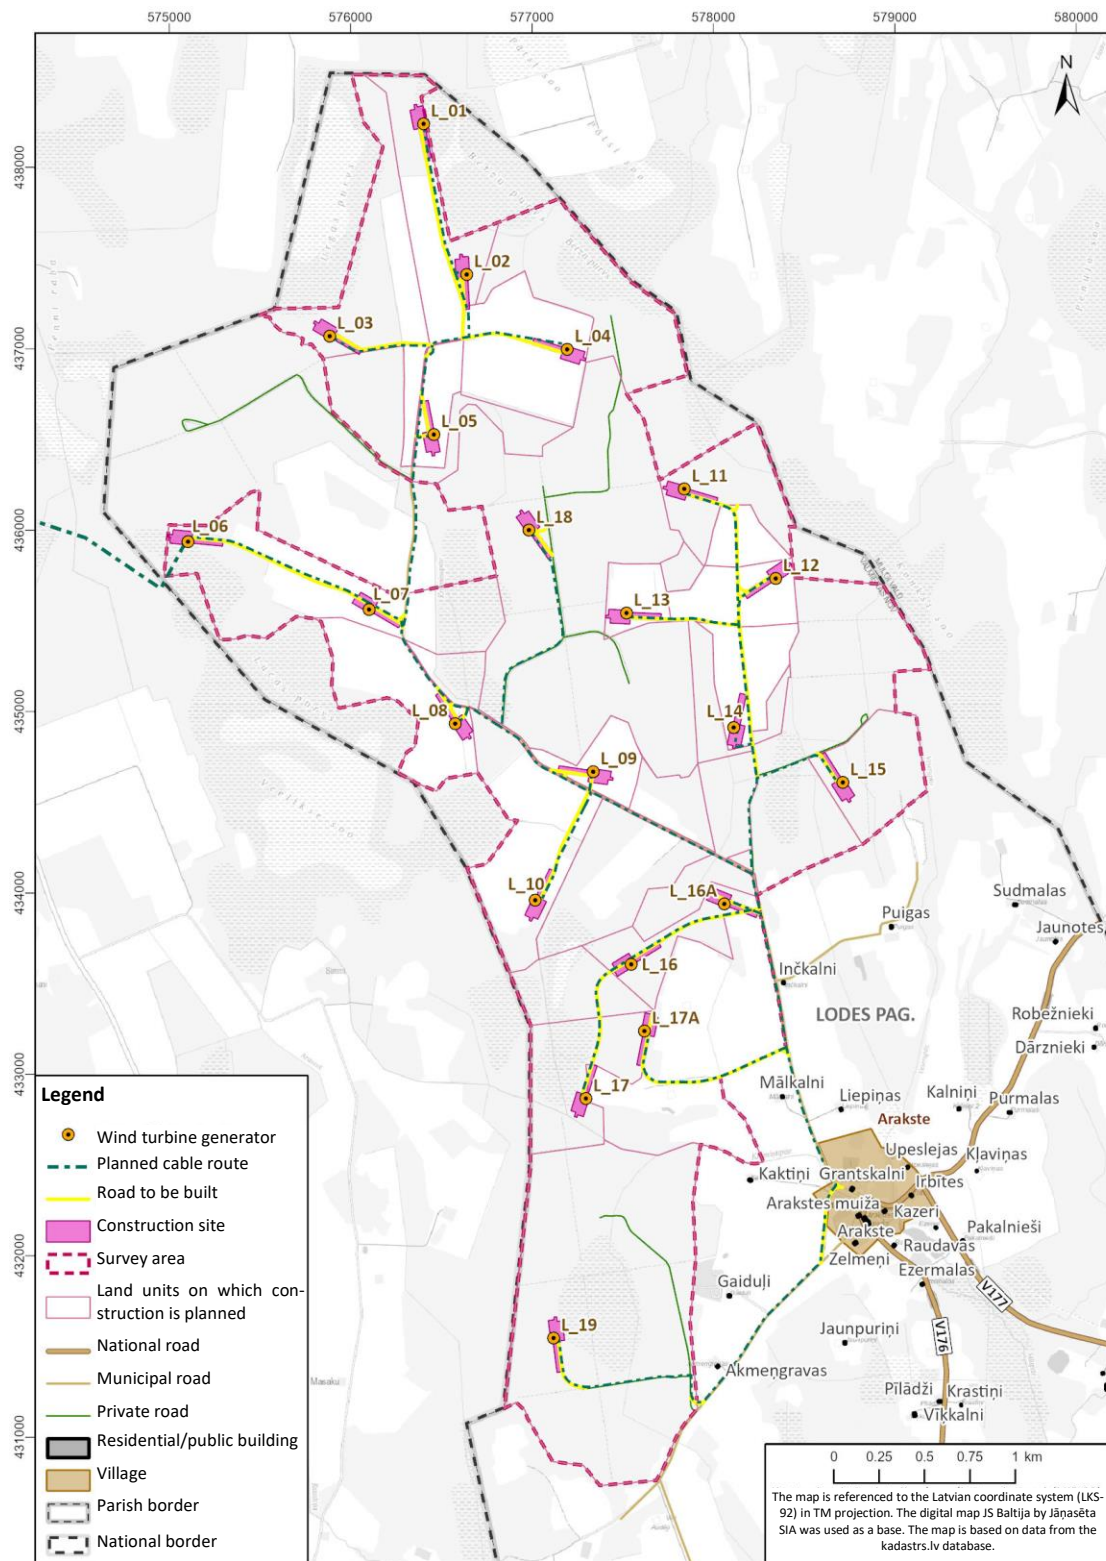 575000 576000 577000 578000 579000 580000
438000
437000
436000
435000
434000
433000
432000
431000
N
L_01
L_02
L_03
L_04
L_05
L_11
L_06
L_18
L_12
L_07
L_13
L_08
L_14
L_09
L_15
L_10
L_16A
L_16
L_17A
L_17
L_19
Sudmalas
Puigas
Jaunotes
Inčkalni
LODES PAG.
Robežnieki
Dārznieki
Mālkalni
Liepiņas
Kalniņi
Purmalas
Arakste
Upeslejas
Kļaviņas
Kaktiņi
Grantskalni
Irbītes
Arakstes muiža
Kazeri
Pakalnieši
Arakste
Raudavas
Zelmeņi
Ezermalas
Gaiduļi
V177
V176
Jaunpuriņi
Akmeņgravas
Pīlādži
Krastiņi
Vīkkalni
Masaku
Legend
Wind turbine generator
Planned cable route
Road to be built
Construction site
Survey area
Land units on which con-
struction is planned
National road
Municipal road
Private road
Residential/public building
Village
Parish border
National border
0 0.25 0.5 1 km
The map is referenced to the Latvian coordinate system (LKS-
92) in TM projection. The digital map JS Baltija by Jāņasēta
SIA was used as a base. The map is based on data from the
kadastrs.lv database.